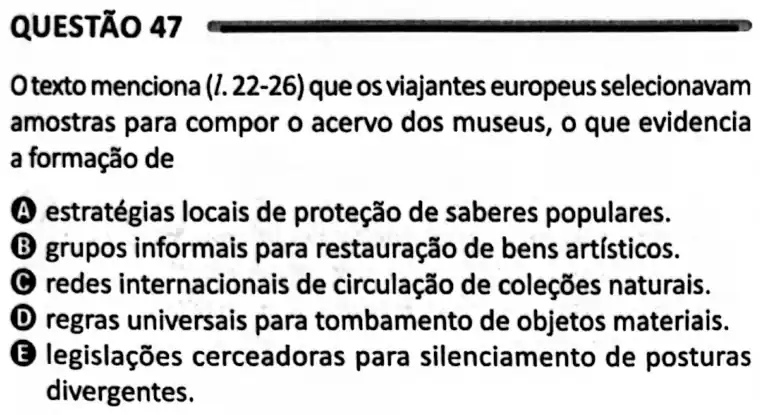 QUESTÃO 47
O texto menciona (l. 22-26) que os viajantes europeus selecionavam
amostras para compor o acervo dos museus, o que evidencia
a formação de
A estratégias locais de proteção de saberes populares.
B grupos informais para restauração de bens artísticos.
C redes internacionais de circulação de coleções naturais.
D regras universais para tombamento de objetos materiais.
E legislações cerceadoras para silenciamento de posturas
divergentes.